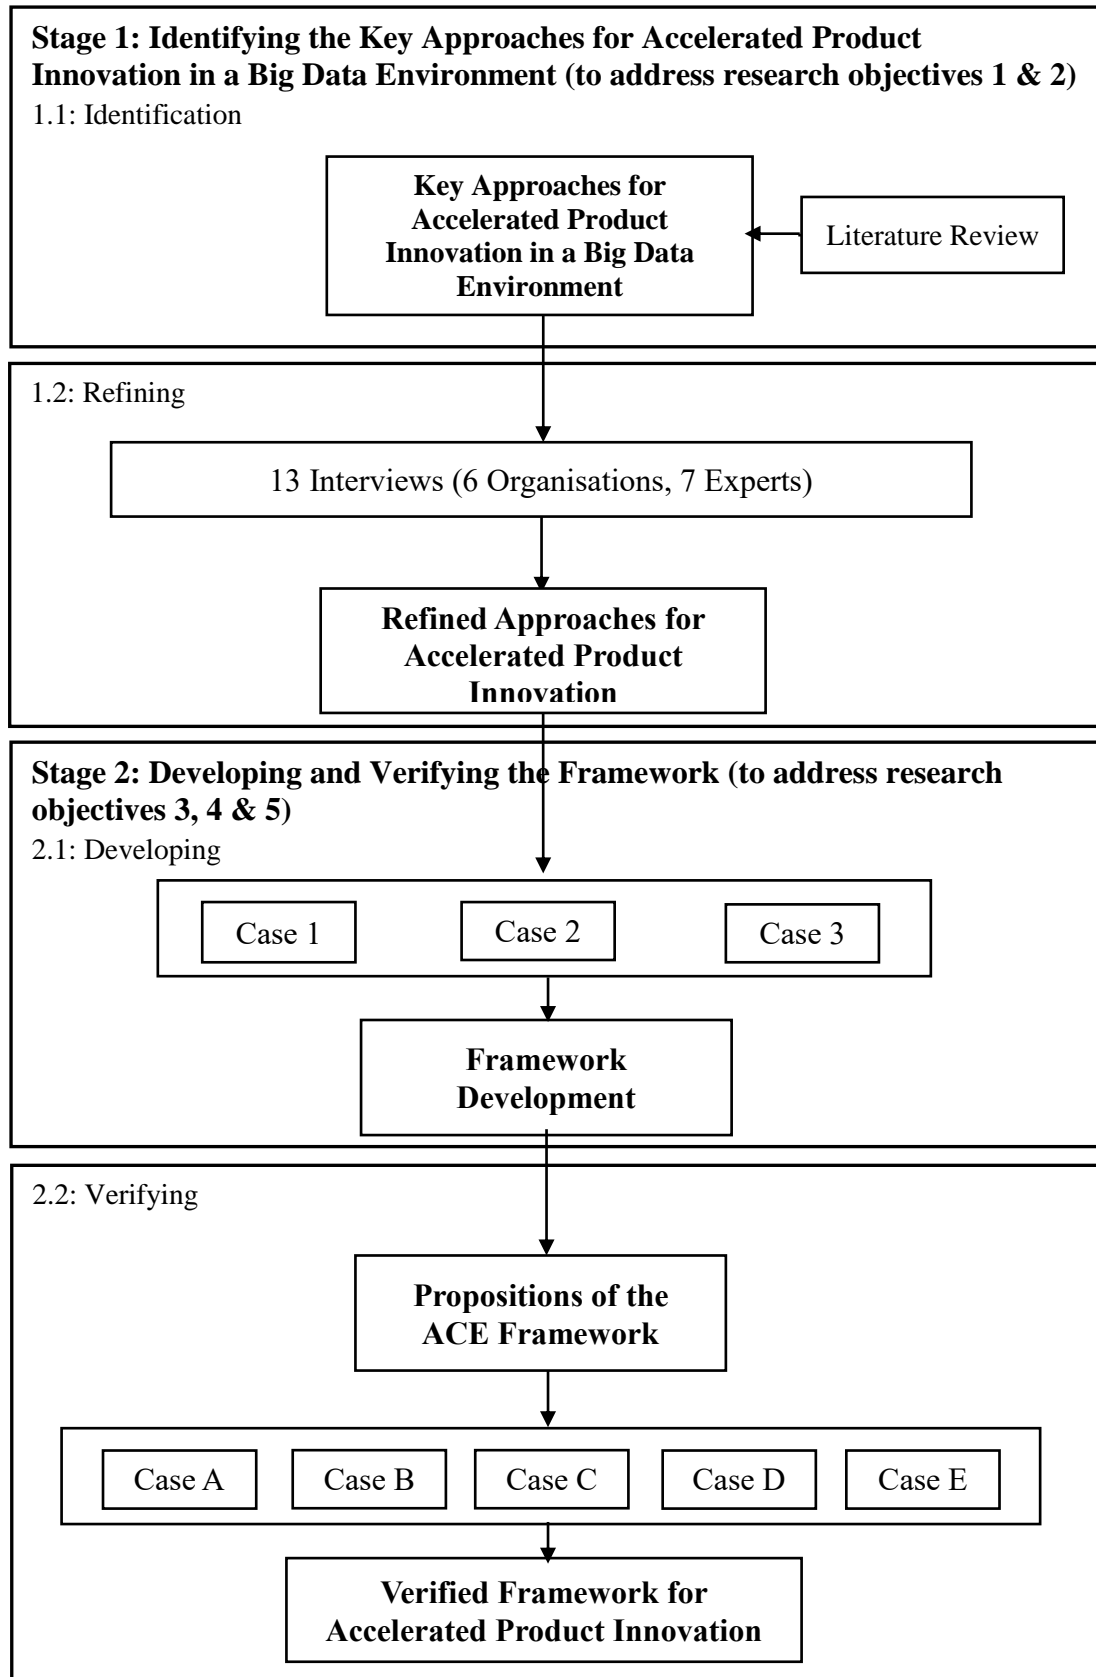 Stage 1: Identifying the Key Approaches for Accelerated Product
Innovation in a Big Data Environment (to address research objectives 1 & 2)
1.1: Identification
Key Approaches for
Accelerated Product
Innovation in a Big Data
Environment
Literature Review
1.2: Refining
13 Interviews (6 Organisations, 7 Experts)
Refined Approaches for
Accelerated Product
Innovation
Stage 2: Developing and Verifying the Framework (to address research
objectives 3, 4 & 5)
2.1: Developing
Case 1
Case 2
Case 3
Framework
Development
2.2: Verifying
Propositions of the
ACE Framework
Case A
Case B
Case C
Case D
Case E
Verified Framework for
Accelerated Product Innovation